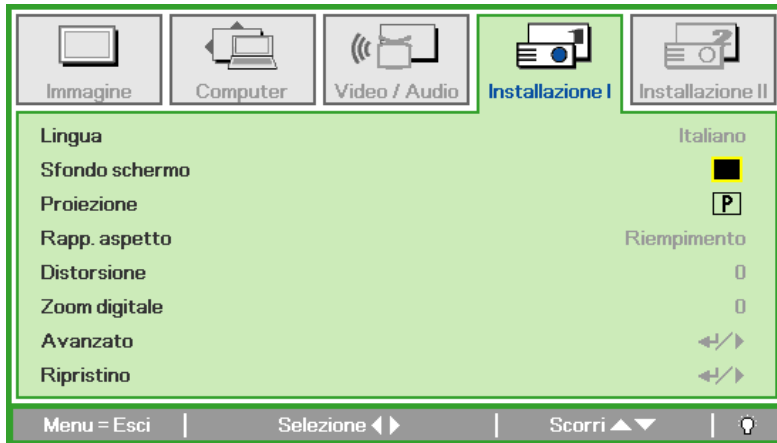 Immagine
Computer
Video / Audio
Installazione I
Installazione II
Lingua Italiano
Sfondo schermo
Proiezione P
Rapp. aspetto Riempimento
Distorsione 0
Zoom digitale 0
Avanzato
Ripristino
Menu = Esci Selezione Scorri